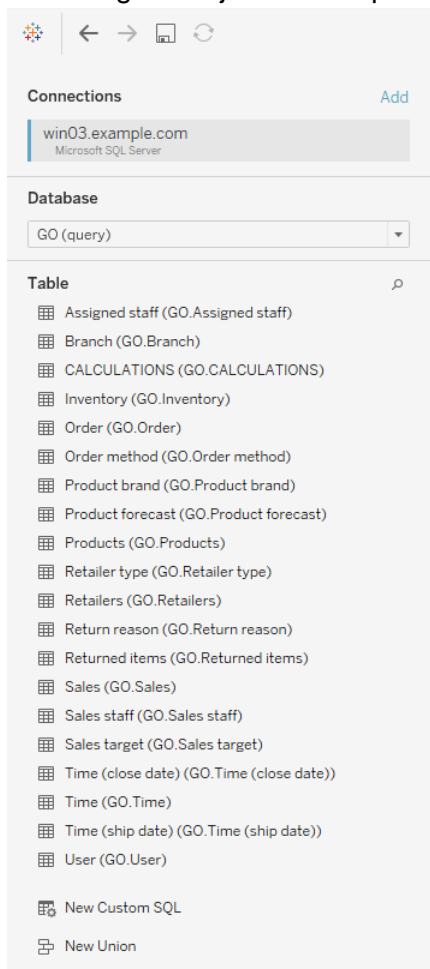 Connections
Add
win03.example.com
Microsoft SQL Server
Database
GO (query)
Table
Assigned staff (GO.Assigned staff)
Branch (GO.Branch)
CALCULATIONS (GO.CALCULATIONS)
Inventory (GO.Inventory)
Order (GO.Order)
Order method (GO.Order method)
Product brand (GO.Product brand)
Product forecast (GO.Product forecast)
Products (GO.Products)
Retailer type (GO.Retailer type)
Retailers (GO.Retailers)
Return reason (GO.Return reason)
Returned items (GO.Returned items)
Sales (GO.Sales)
Sales staff (GO.Sales staff)
Sales target (GO.Sales target)
Time (close date) (GO.Time (close date))
Time (GO.Time)
Time (ship date) (GO.Time (ship date))
User (GO.User)
New Custom SQL
New Union